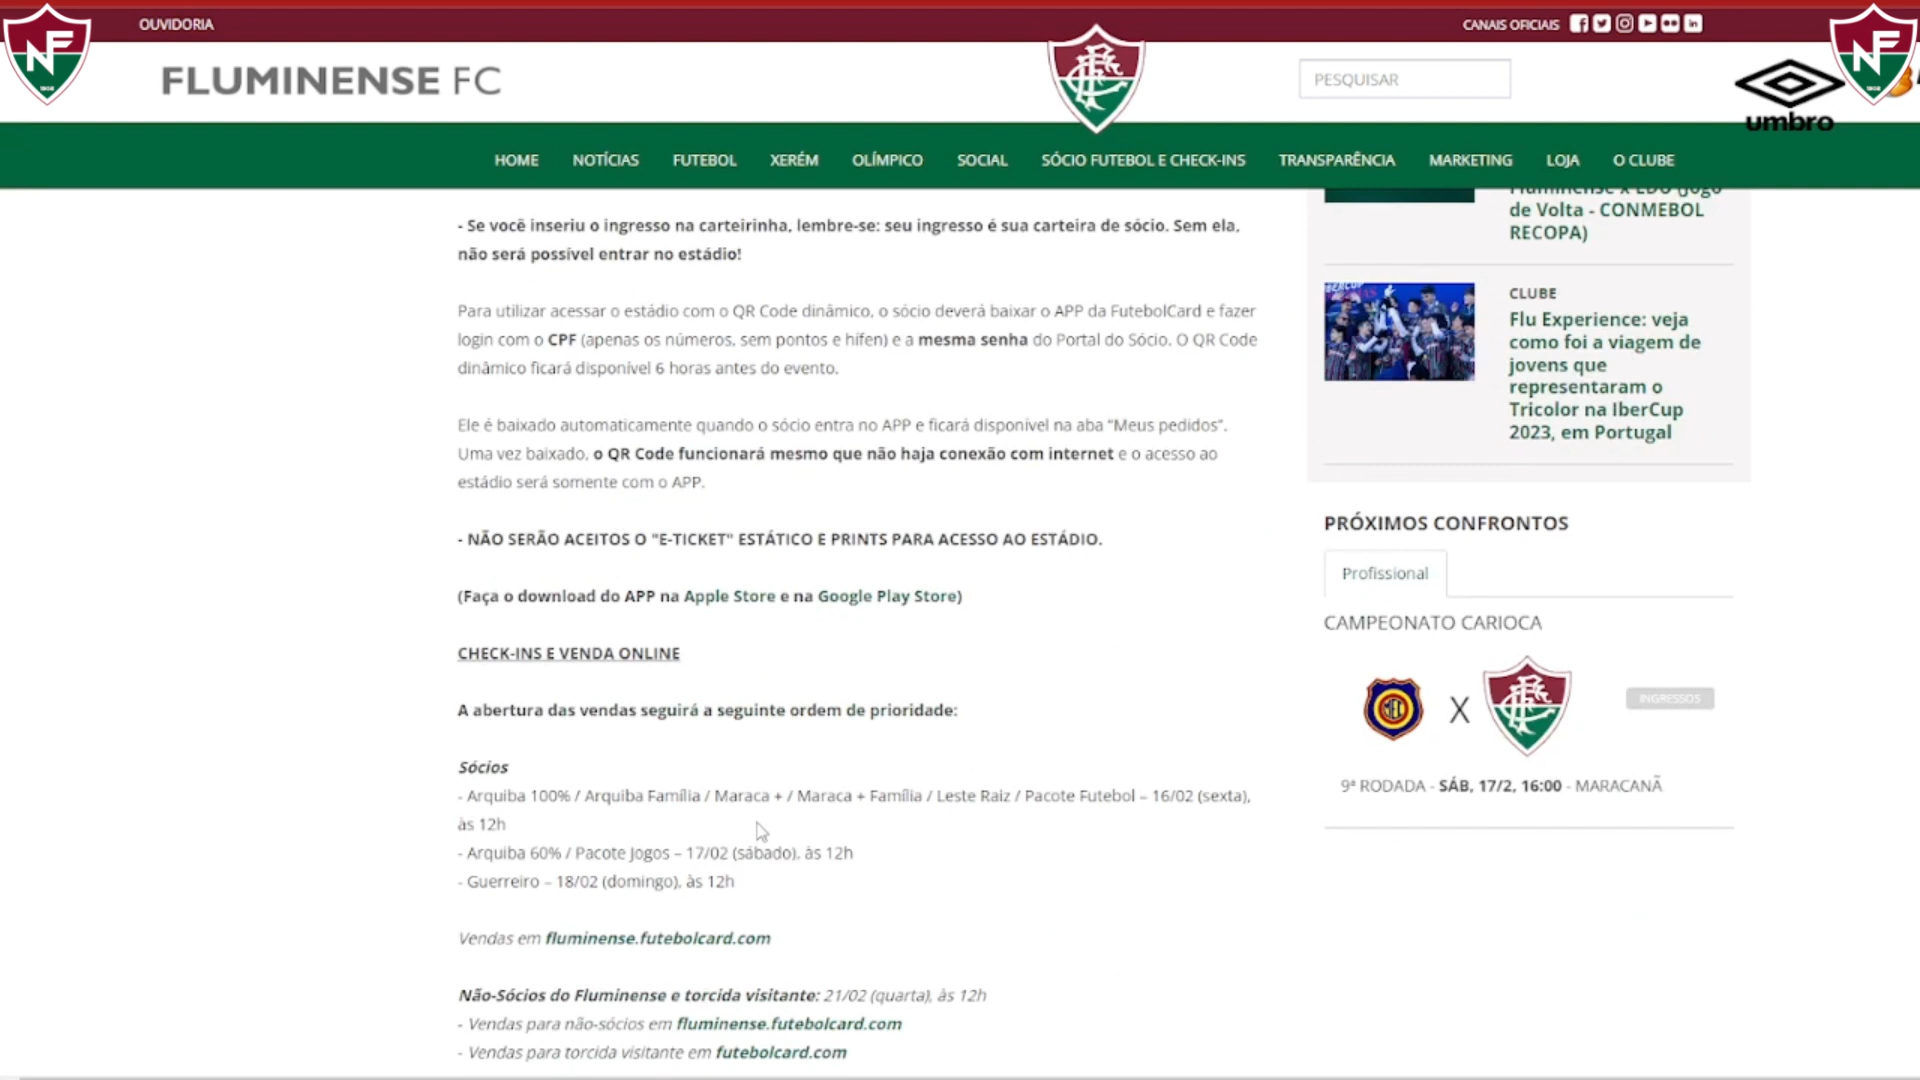 OUVIDORIA
CANAIS OFICIAIS
NF
1902
FLUMINENSE FC
PESQUISAR
umbro
NF
1902
HOME NOTÍCIAS FUTEBOL XERÉM OLÍMPICO SOCIAL SÓCIO FUTEBOL E CHECK-INS TRANSPARÊNCIA MARKETING LOJA O CLUBE
- Se você inseriu o ingresso na carteirinha, lembre-se: seu ingresso é sua carteira de sócio. Sem ela,
não será possível entrar no estádio!
Para utilizar acessar o estádio com o QR Code dinâmico, o sócio deverá baixar o APP da FutebolCard e fazer
login com o CPF (apenas os números, sem pontos e hífen) e a mesma senha do Portal do Sócio. O QR Code
dinâmico ficará disponível 6 horas antes do evento.
Ele é baixado automaticamente quando o sócio entra no APP e ficará disponível na aba “Meus pedidos”.
Uma vez baixado, o QR Code funcionará mesmo que não haja conexão com internet e o acesso ao
estádio será somente com o APP.
- NÃO SERÃO ACEITOS O "E-TICKET" ESTÁTICO E PRINTS PARA ACESSO AO ESTÁDIO.
(Faça o download do APP na Apple Store e na Google Play Store)
CHECK-INS E VENDA ONLINE
A abertura das vendas seguirá a seguinte ordem de prioridade:
Sócios
- Arquiba 100% / Arquiba Família / Maraca + / Maraca + Família / Leste Raiz / Pacote Futebol – 16/02 (sexta),
às 12h
- Arquiba 60% / Pacote Jogos – 17/02 (sábado), às 12h
- Guerreiro – 18/02 (domingo), às 12h
Vendas em fluminense.futebolcard.com
Não-Sócios do Fluminense e torcida visitante: 21/02 (quarta), às 12h
- Vendas para não-sócios em fluminense.futebolcard.com
- Vendas para torcida visitante em futebolcard.com
Fluminense x LDU (Jogo
de Volta - CONMEBOL
RECOPA)
CLUBE
Flu Experience: veja
como foi a viagem de
jovens que
representaram o
Tricolor na IberCup
2023, em Portugal
PRÓXIMOS CONFRONTOS
Profissional
CAMPEONATO CARIOCA
MEC
X
INGRESSOS
9ª RODADA - SÁB, 17/2, 16:00 - MARACANÃ